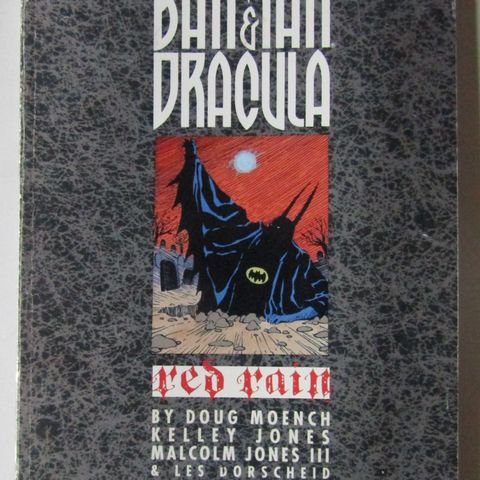 BATMAN
&
DRACULA
red rain
BY DOUG MOENCH
KELLEY JONES
MALCOLM JONES III
& LES DORSCHEID